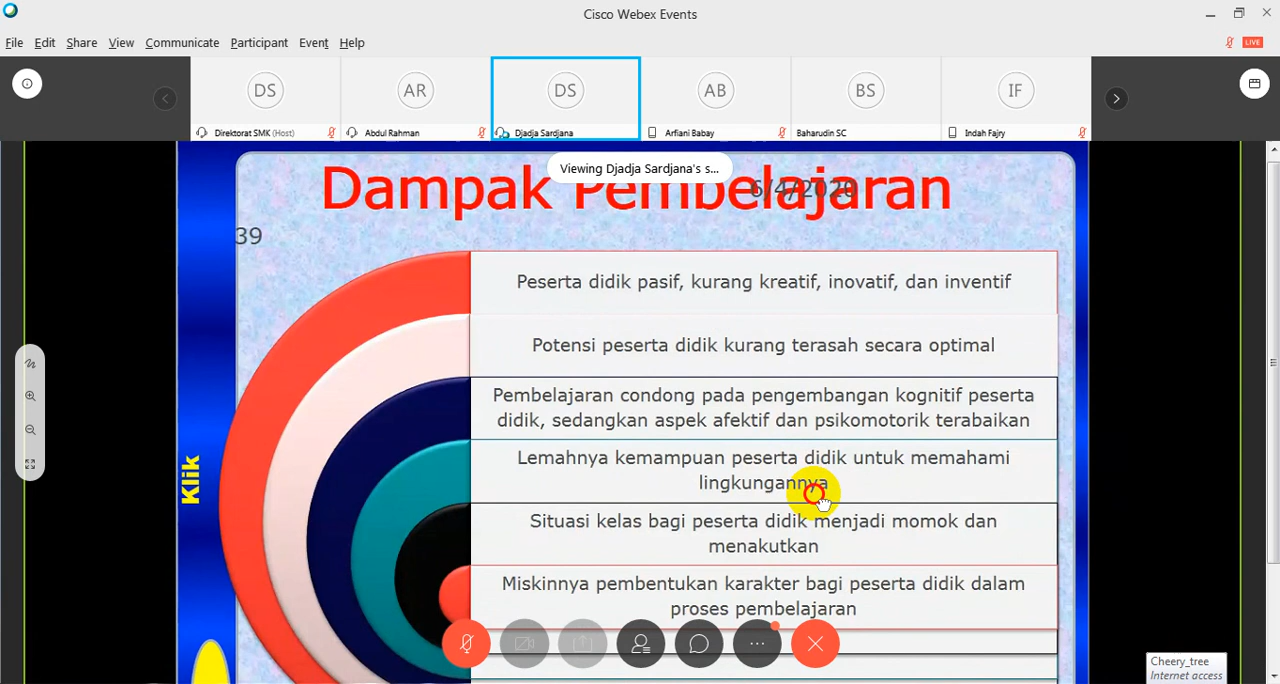 Cisco Webex Events
File Edit Share View Communicate Participant Event Help
LIVE
DS AR DS AB BS IF
Direktorat SMK (Host) Abdul Rahman Djadja Sardjana Arfiani Babay Baharudin SC Indah Fajry
Viewing Djadja Sardjana's s...
Dampak Pembelajaran
6/4/2020
39
Peserta didik pasif, kurang kreatif, inovatif, dan inventif
Potensi peserta didik kurang terasah secara optimal
Pembelajaran condong pada pengembangan kognitif peserta
didik, sedangkan aspek afektif dan psikomotorik terabaikan
Lemahnya kemampuan peserta didik untuk memahami
lingkungannya
Situasi kelas bagi peserta didik menjadi momok dan
menakutkan
Miskinnya pembentukan karakter bagi peserta didik dalam
proses pembelajaran
Klik
Cheery_tree
Internet access